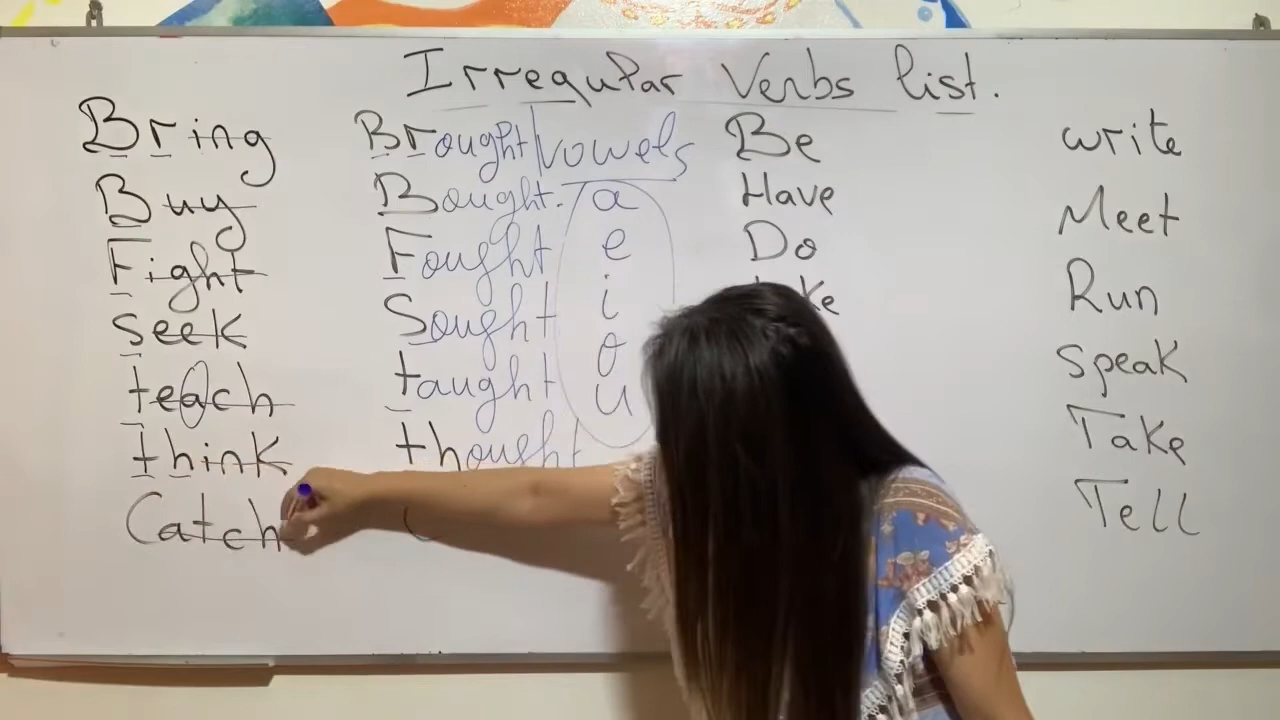 Irregular Verbs list.
Bring Brought vowels Be write
Buy Bought. a Have Meet
Fight Fought e Do Run
Seek Sought i
teach taught o Speak
think thought u Take
Catch Tell